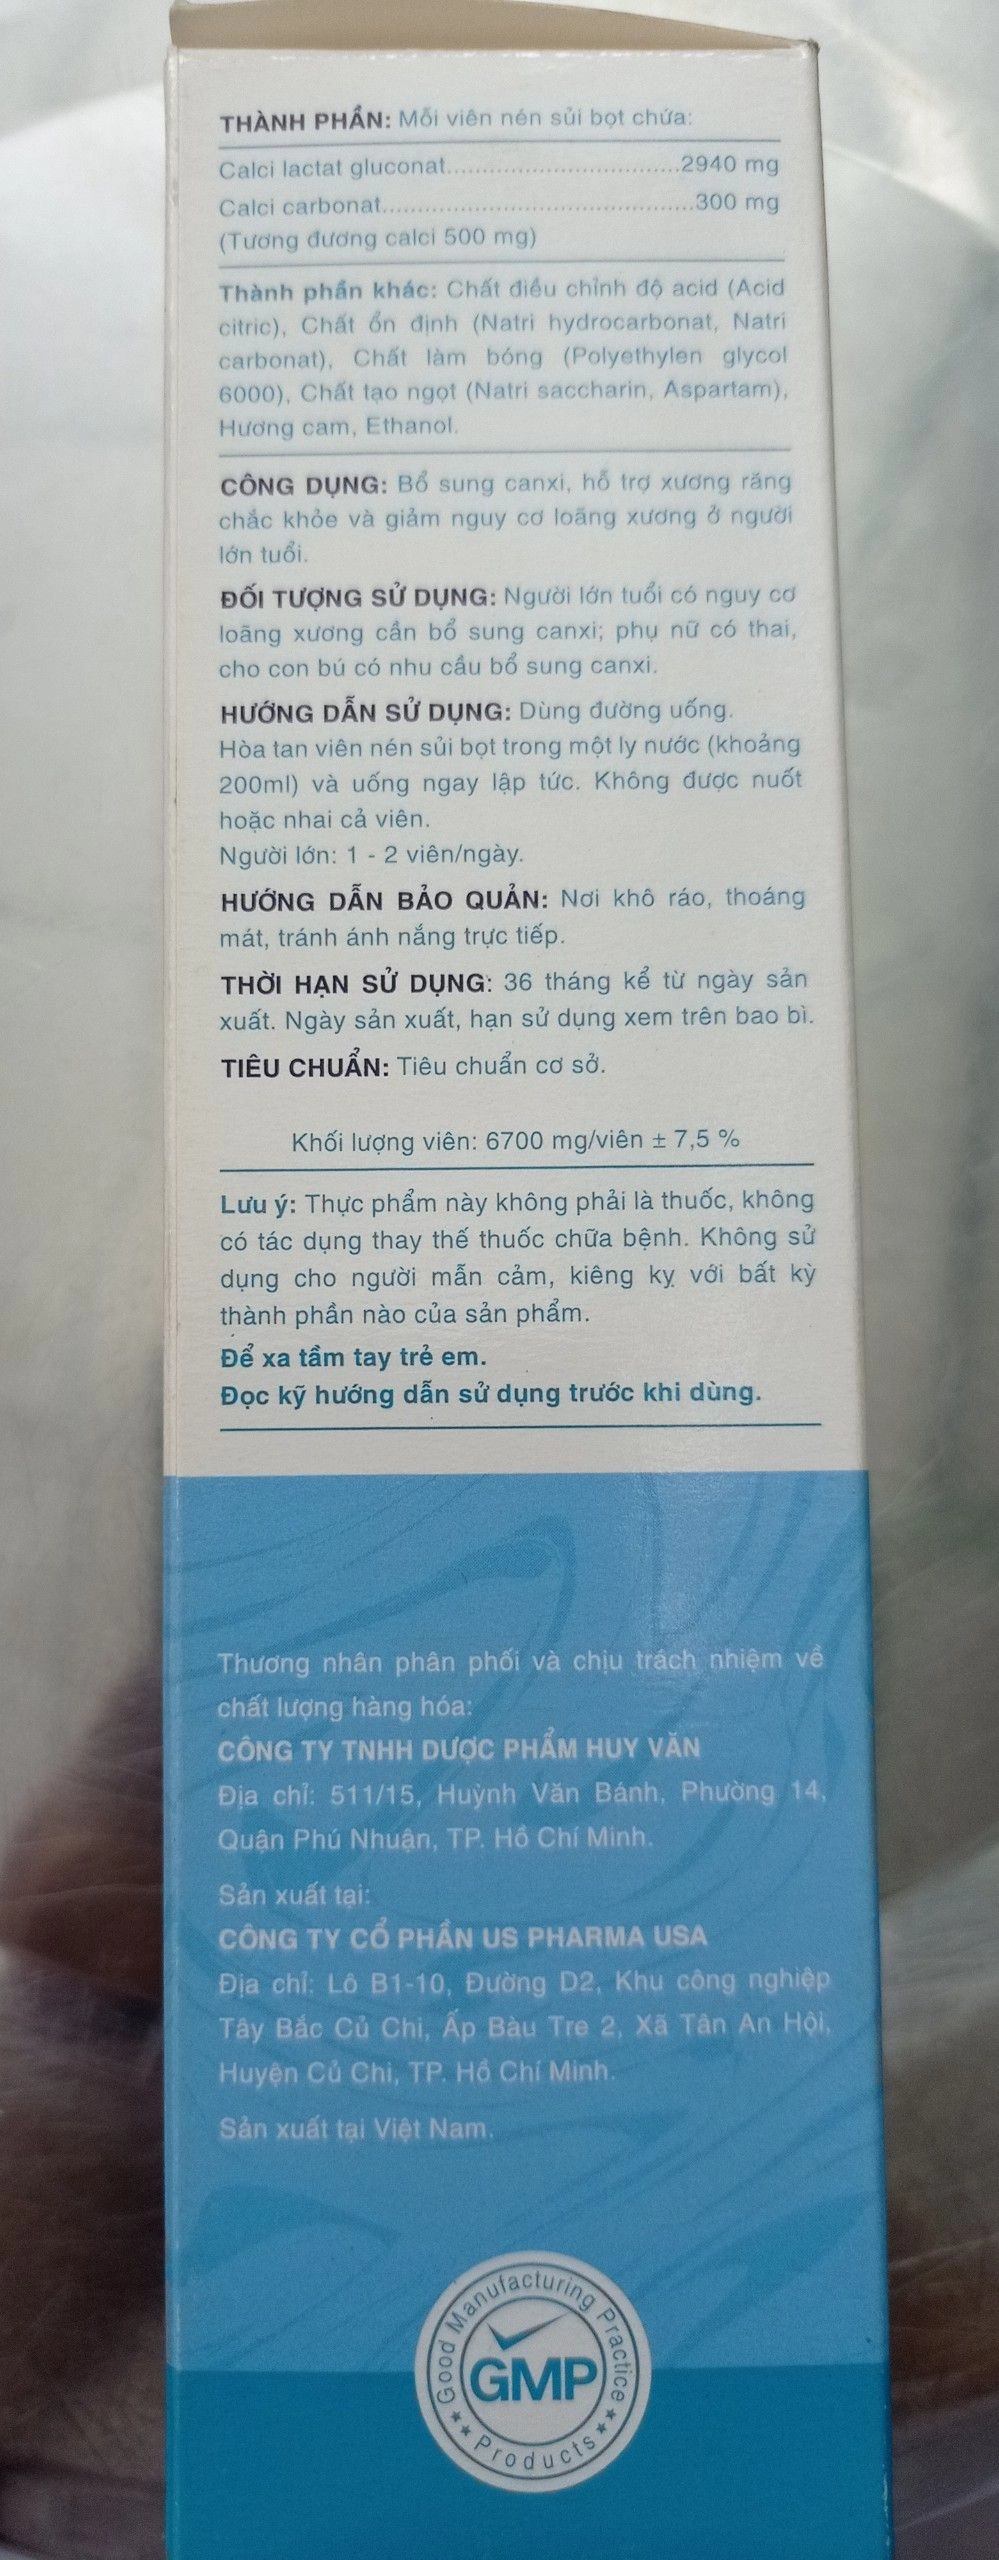 THÀNH PHẦN: Mỗi viên nén sủi bọt chứa:
Calci lactat gluconat..................................2940 mg
Calci carbonat.............................................300 mg
(Tương đương calci 500 mg)
Thành phần khác: Chất điều chỉnh độ acid (Acid
citric), Chất ổn định (Natri hydrocarbonat, Natri
carbonat), Chất làm bóng (Polyethylen glycol
6000), Chất tạo ngọt (Natri saccharin, Aspartam),
Hương cam, Ethanol.
CÔNG DỤNG: Bổ sung canxi, hỗ trợ xương răng
chắc khỏe và giảm nguy cơ loãng xương ở người
lớn tuổi.
ĐỐI TƯỢNG SỬ DỤNG: Người lớn tuổi có nguy cơ
loãng xương cần bổ sung canxi; phụ nữ có thai,
cho con bú có nhu cầu bổ sung canxi.
HƯỚNG DẪN SỬ DỤNG: Dùng đường uống.
Hòa tan viên nén sủi bọt trong một ly nước (khoảng
200ml) và uống ngay lập tức. Không được nuốt
hoặc nhai cả viên.
Người lớn: 1 - 2 viên/ngày.
HƯỚNG DẪN BẢO QUẢN: Nơi khô ráo, thoáng
mát, tránh ánh nắng trực tiếp.
THỜI HẠN SỬ DỤNG: 36 tháng kể từ ngày sản
xuất. Ngày sản xuất, hạn sử dụng xem trên bao bì.
TIÊU CHUẨN: Tiêu chuẩn cơ sở.
Khối lượng viên: 6700 mg/viên ± 7,5 %
Lưu ý: Thực phẩm này không phải là thuốc, không
có tác dụng thay thế thuốc chữa bệnh. Không sử
dụng cho người mẫn cảm, kiêng kỵ với bất kỳ
thành phần nào của sản phẩm.
Để xa tầm tay trẻ em.
Đọc kỹ hướng dẫn sử dụng trước khi dùng.
Thương nhân phân phối và chịu trách nhiệm về
chất lượng hàng hóa:
CÔNG TY TNHH DƯỢC PHẨM HUY VĂN
Địa chỉ: 511/15, Huỳnh Văn Bánh, Phường 14,
Quận Phú Nhuận, TP. Hồ Chí Minh.
Sản xuất tại:
CÔNG TY CỔ PHẦN US PHARMA USA
Địa chỉ: Lô B1-10, Đường D2, Khu công nghiệp
Tây Bắc Củ Chi, Ấp Bàu Tre 2, Xã Tân An Hội,
Huyện Củ Chi, TP. Hồ Chí Minh.
Sản xuất tại Việt Nam.
Good Manufacturing Practice
GMP
Products